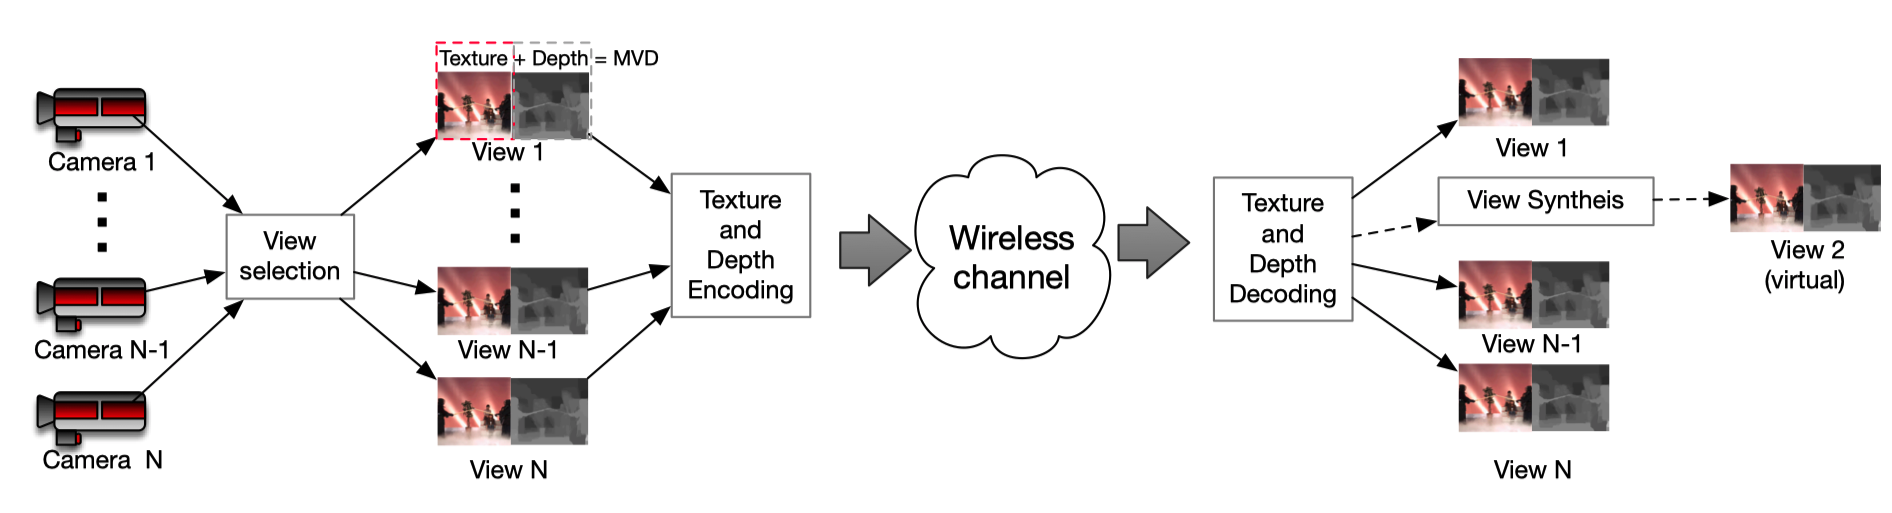 Texture + Depth = MVD
Camera 1
Camera N-1
Camera N
View
selection
View 1
View N-1
View N
Texture
and
Depth
Encoding
Wireless
channel
Texture
and
Depth
Decoding
View 1
View Syntheis
View 2
(virtual)
View N-1
View N